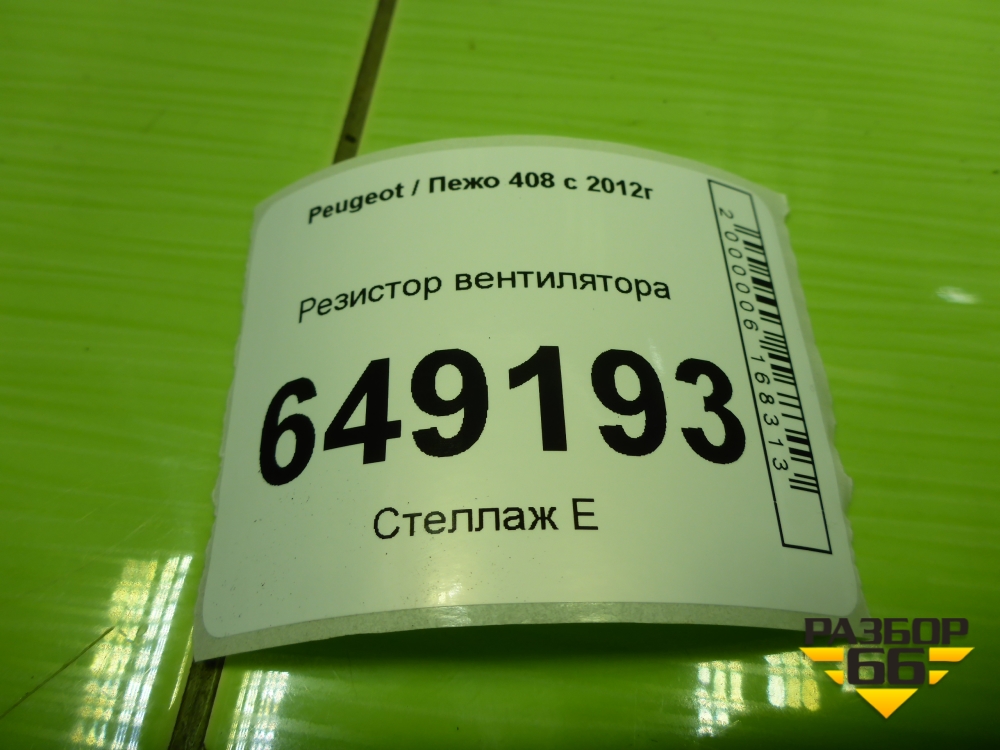 Peugeot / Пежо 408 с 2012г
Резистор вентилятора
649193
Стеллаж Е
2000006168313
РАЗБОР
66